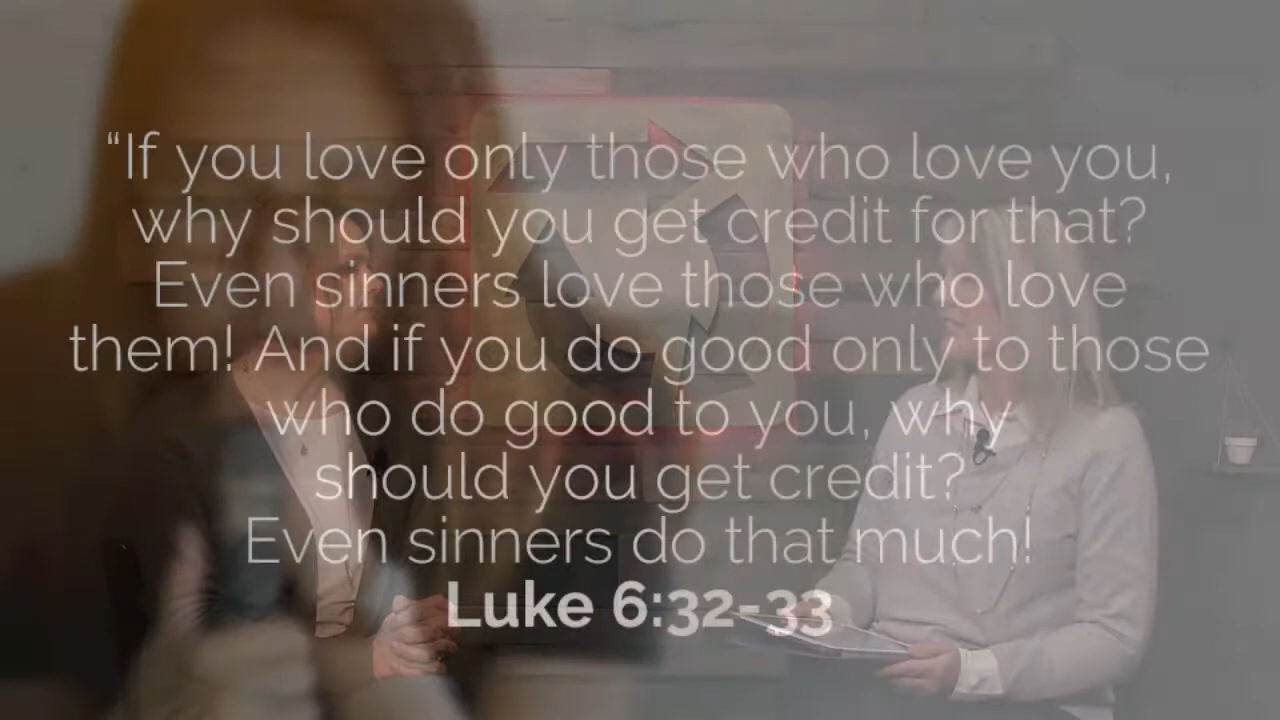 “If you love only those who love you,
why should you get credit for that?
Even sinners love those who love
them! And if you do good only to those
who do good to you, why
should you get credit?
Even sinners do that much!
Luke 6:32-33